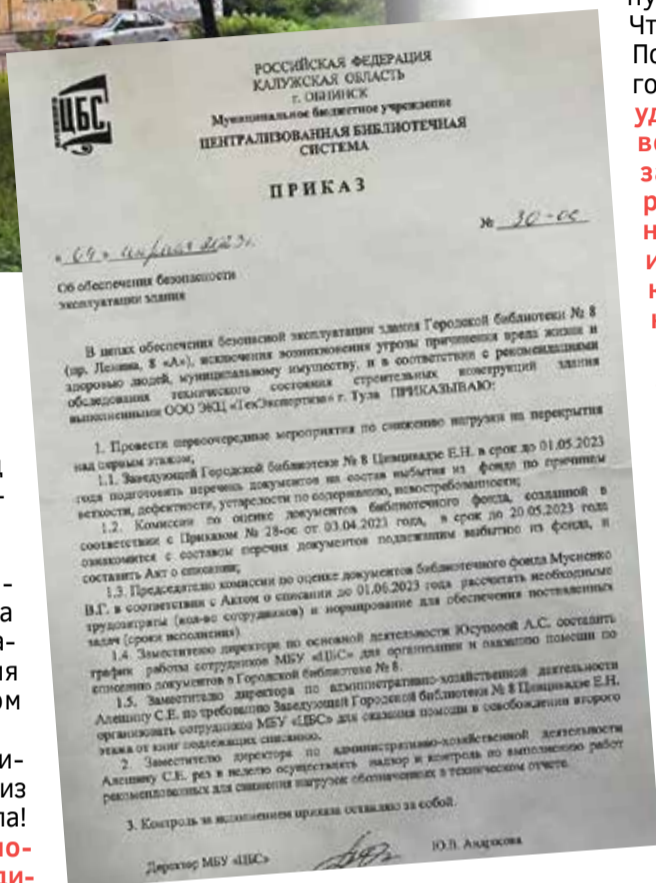 ЦБС
РОССИЙСКАЯ ФЕДЕРАЦИЯ
КАЛУЖСКАЯ ОБЛАСТЬ
г. ОБНИНСК
Муниципальное бюджетное учреждение
ЦЕНТРАЛИЗОВАННАЯ БИБЛИОТЕЧНАЯ
СИСТЕМА
ПРИКАЗ
« 04 » апреля 2023г.
№ 30-ос
Об обеспечении безопасности
эксплуатации здания
В целях обеспечения безопасной эксплуатации здания Городской библиотеки № 8
(пр. Ленина, 8 «А»), исключения возникновения угрозы причинения вреда жизни и
здоровью людей, муниципальному имуществу, и в соответствии с рекомендациями
обследования технического состояния строительных конструкций здания
выполненными ООО ЭКЦ «ТехЭкспертиза» г. Тула ПРИКАЗЫВАЮ:
1. Провести первоочередные мероприятия по снижению нагрузки на перекрытия
над первым этажом;
1.1. Заведующей Городской библиотеки № 8 Цивцивадзе Е.Н. в срок до 01.05.2023
года подготовить перечень документов на состав выбытия из фонда по причинам
ветхости, дефектности, устарелости по содержанию, невостребованности;
1.2. Комиссии по оценке документов библиотечного фонда, созданной в
соответствии с Приказом № 28-ос от 03.04.2023 года, в срок до 20.05.2023 года
ознакомится с составом перечня документов подлежащим выбытию из фонда, и
составить Акт о списании;
1.3. Председателю комиссии по оценке документов библиотечного фонда Мусиенко
В.Г. в соответствии с Актом о списании до 01.06.2023 года рассчитать необходимые
трудозатраты (кол-во сотрудников) и нормирование для обеспечения поставленных
задач (сроки исполнения)
1.4. Заместителю директора по основной деятельности Юсуповой А.С. составить
график работы сотрудников МБУ «ЦБС» для организации и оказанию помощи по
списанию документов в Городской библиотеке № 8.
1.5. Заместителю директора по административно-хозяйственной деятельности
Алешину С.Е. по требованию Заведующей Городской библиотеки № 8 Цивцивадзе Е.Н.
организовать сотрудников МБУ «ЦБС» для оказания помощи в освобождении второго
этажа от книг подлежащих списанию.
2. Заместителю директора по административно-хозяйственной деятельности
Алешину С.Е. раз в неделю осуществлять надзор и контроль по выполнению работ
рекомендованных для снижения нагрузок обозначенных в техническом отчете.
3. Контроль за исполнением приказа оставляю за собой.
Директор МБУ «ЦБС»
Ю.В. Андросова